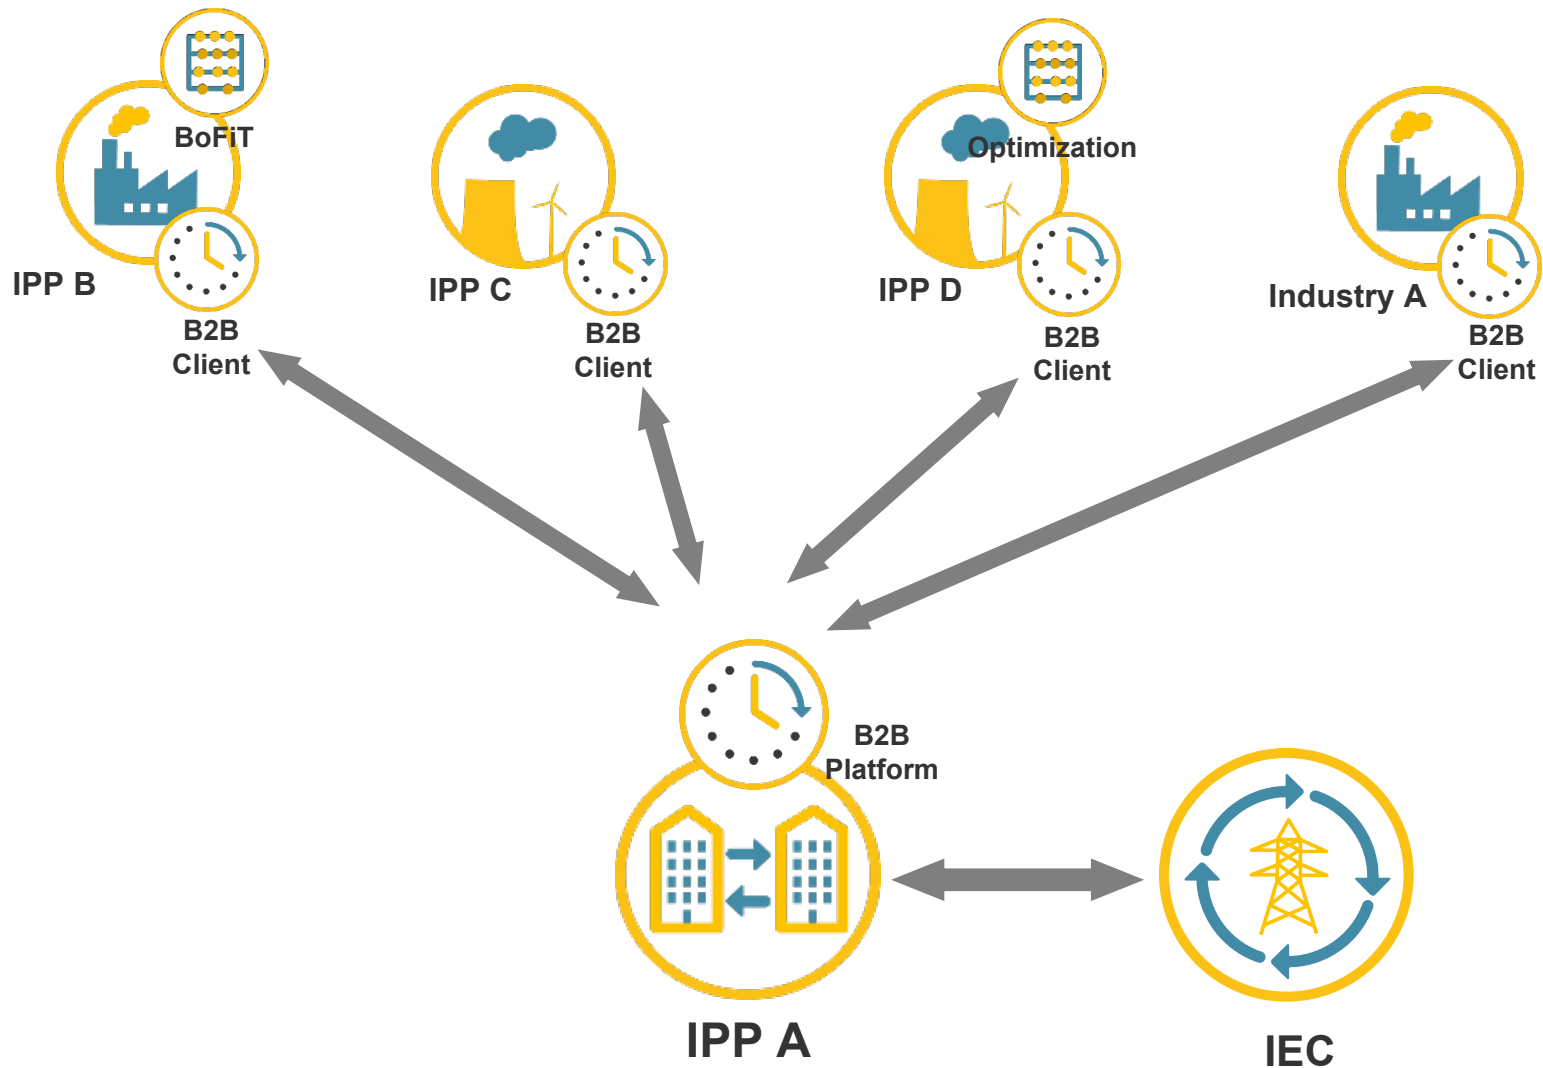 BoFiT
Optimization
IPP B
IPP C
IPP D
Industry A
B2B
Client
B2B
Client
B2B
Client
B2B
Client
B2B
Platform
IPP A
IEC